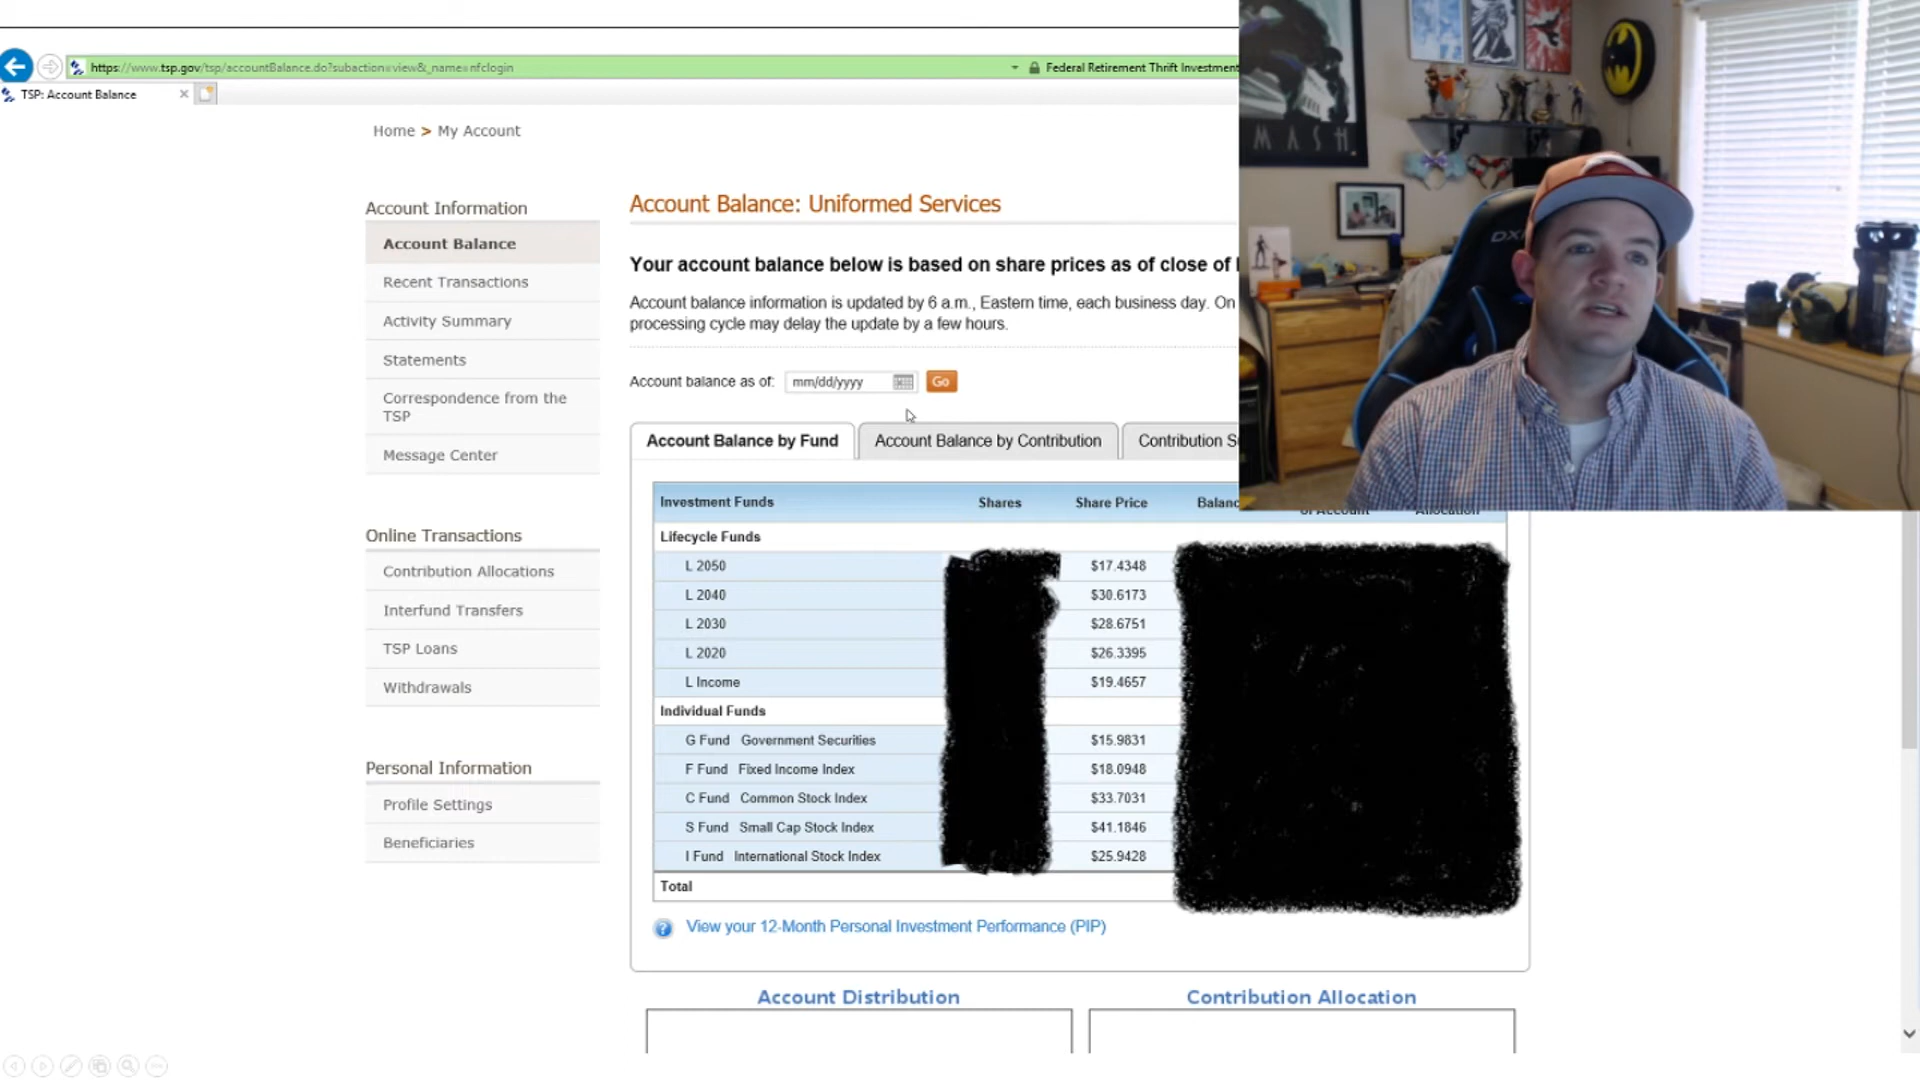 https://www.tsp.gov/tsp/accountBalance.do?subaction=view&_name=nfclogin
Federal Retirement Thrift Investment
TSP: Account Balance
Home > My Account
MASH
DX
Account Information
Account Balance
Recent Transactions
Activity Summary
Statements
Correspondence from the
TSP
Message Center
Online Transactions
Contribution Allocations
Interfund Transfers
TSP Loans
Withdrawals
Personal Information
Profile Settings
Beneficiaries
Account Balance: Uniformed Services
Your account balance below is based on share prices as of close of
Account balance information is updated by 6 a.m., Eastern time, each business day. On
processing cycle may delay the update by a few hours.
Account balance as of: mm/dd/yyyy Go
Account Balance by Fund Account Balance by Contribution Contribution S
Investment Funds Shares Share Price Balanc
of Account Allocation
Lifecycle Funds
L 2050 $17.4348
L 2040 $30.6173
L 2030 $28.6751
L 2020 $26.3395
L Income $19.4657
Individual Funds
G Fund Government Securities $15.9831
F Fund Fixed Income Index $18.0948
C Fund Common Stock Index $33.7031
S Fund Small Cap Stock Index $41.1846
I Fund International Stock Index $25.9428
Total
View your 12-Month Personal Investment Performance (PIP)
Account Distribution Contribution Allocation